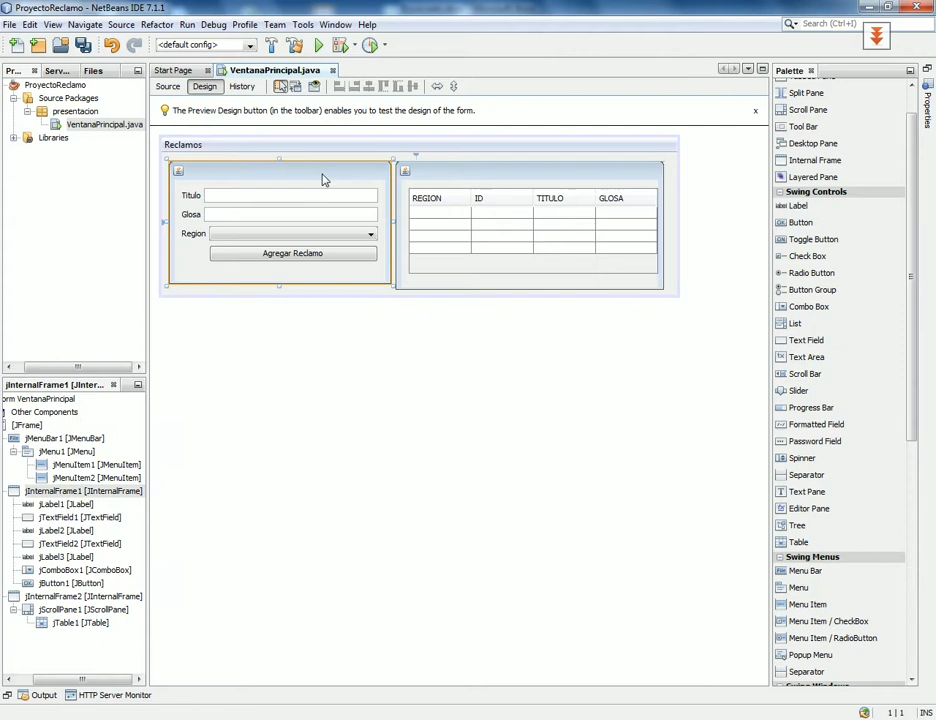 ProyectoReclamo - NetBeans IDE 7.1.1
File Edit View Navigate Source Refactor Run Debug Profile Team Tools Window Help
Search (Ctrl+I)
<default config>
Pr... Serv... Files
Start Page VentanaPrincipal.java
Palette
Properties
ProyectoReclamo
Source Packages
presentacion
VentanaPrincipal.java
Libraries
Source Design History
The Preview Design button (in the toolbar) enables you to test the design of the form.
x
Reclamos
Titulo
Glosa
Region
Agregar Reclamo
REGION ID TITULO GLOSA
Split Pane
Scroll Pane
Tool Bar
Desktop Pane
Internal Frame
Layered Pane
Swing Controls
Label
Button
Toggle Button
Check Box
Radio Button
Button Group
Combo Box
List
Text Field
Text Area
Scroll Bar
Slider
Progress Bar
Formatted Field
Password Field
Spinner
Separator
Text Pane
Editor Pane
Tree
Table
Swing Menus
Menu Bar
Menu
Menu Item
Menu Item / CheckBox
Menu Item / RadioButton
Popup Menu
Separator
jInternalFrame1 [JInter...
orm VentanaPrincipal
Other Components
[JFrame]
jMenuBar1 [JMenuBar]
jMenu1 [JMenu]
jMenuItem1 [JMenuItem]
jMenuItem2 [JMenuItem]
jInternalFrame1 [JInternalFrame]
jLabel1 [JLabel]
jTextField1 [JTextField]
jLabel2 [JLabel]
jTextField2 [JTextField]
jLabel3 [JLabel]
jComboBox1 [JComboBox]
jButton1 [JButton]
jInternalFrame2 [JInternalFrame]
jScrollPane1 [JScrollPane]
jTable1 [JTable]
Output HTTP Server Monitor
1 | 1 INS